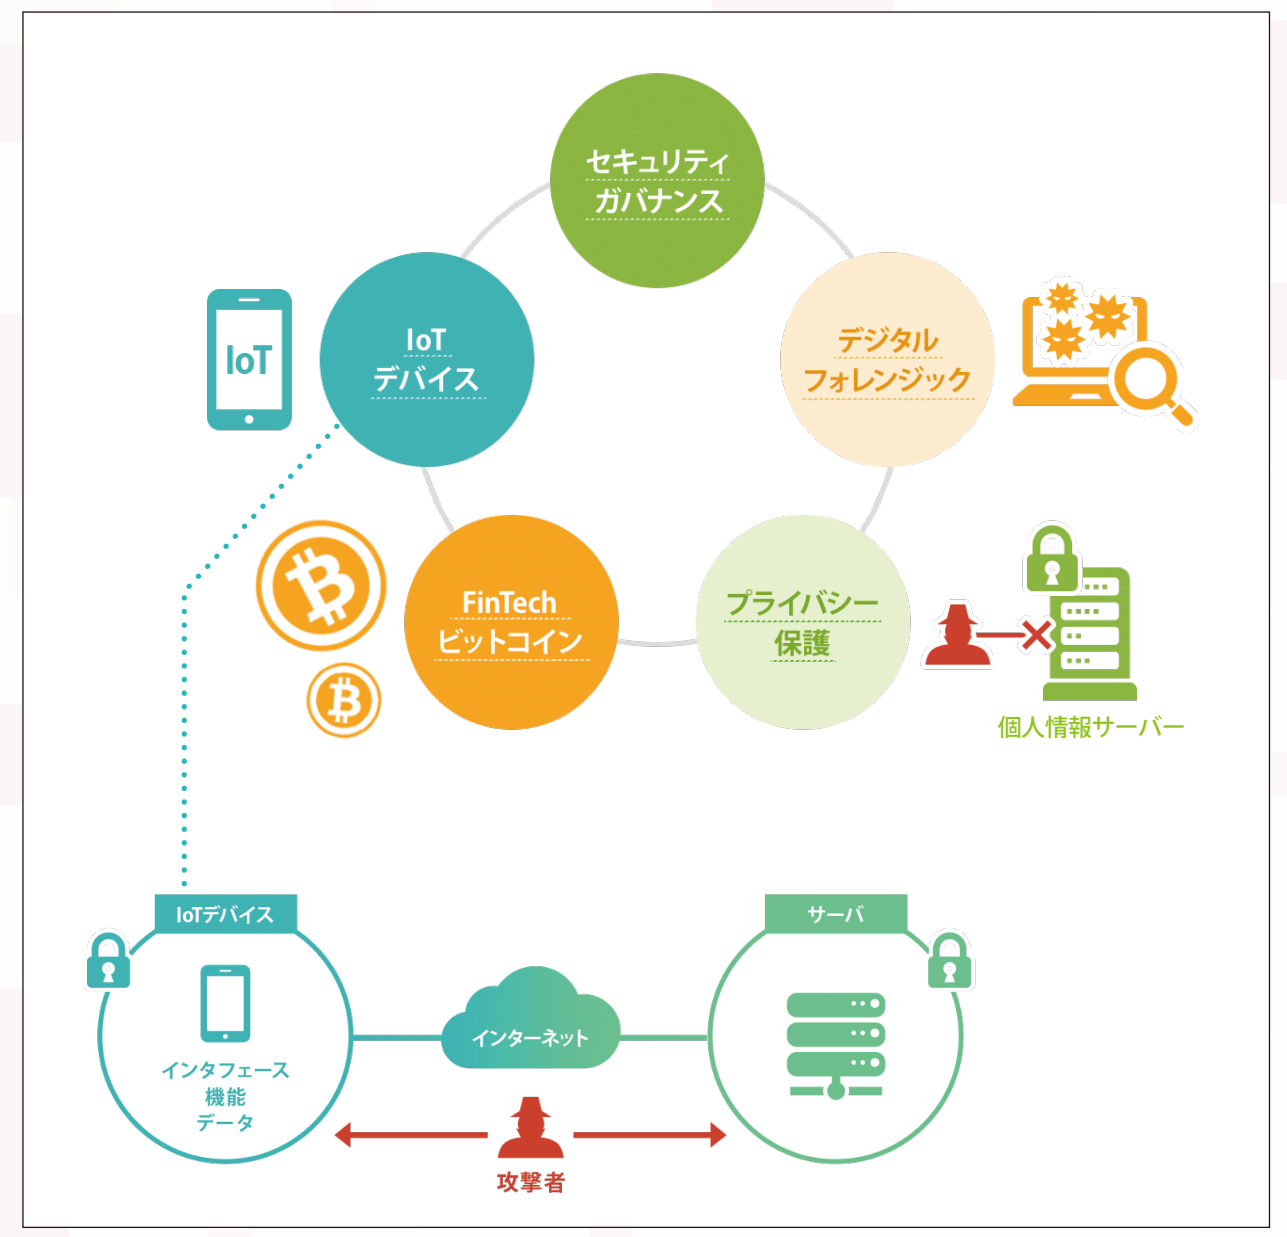 セキュリティ
ガバナンス
IoT
IoT
デバイス
デジタル
フォレンジック
FinTech
ビットコイン
プライバシー
保護
個人情報サーバー
IoTデバイス
インタフェース
機能
データ
インターネット
サーバ
攻撃者